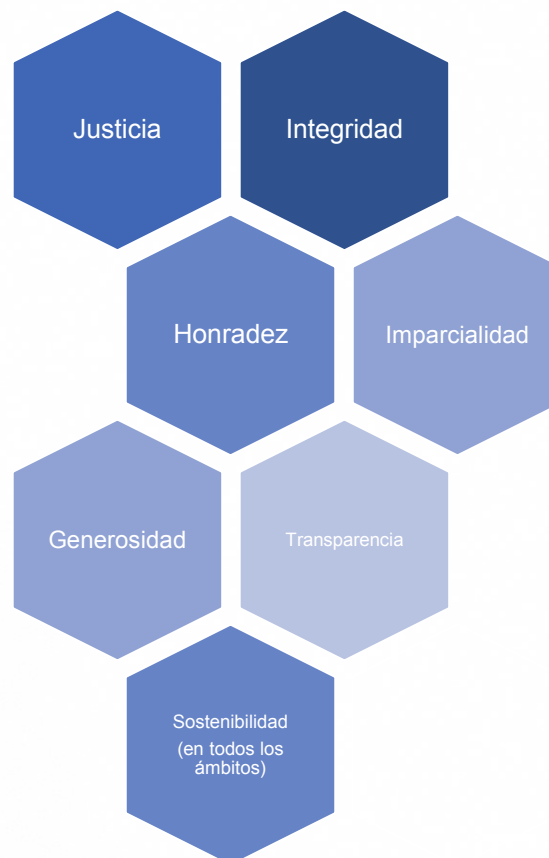 Justicia
Integridad
Honradez
Imparcialidad
Generosidad
Transparencia
Sostenibilidad
(en todos los
ámbitos)